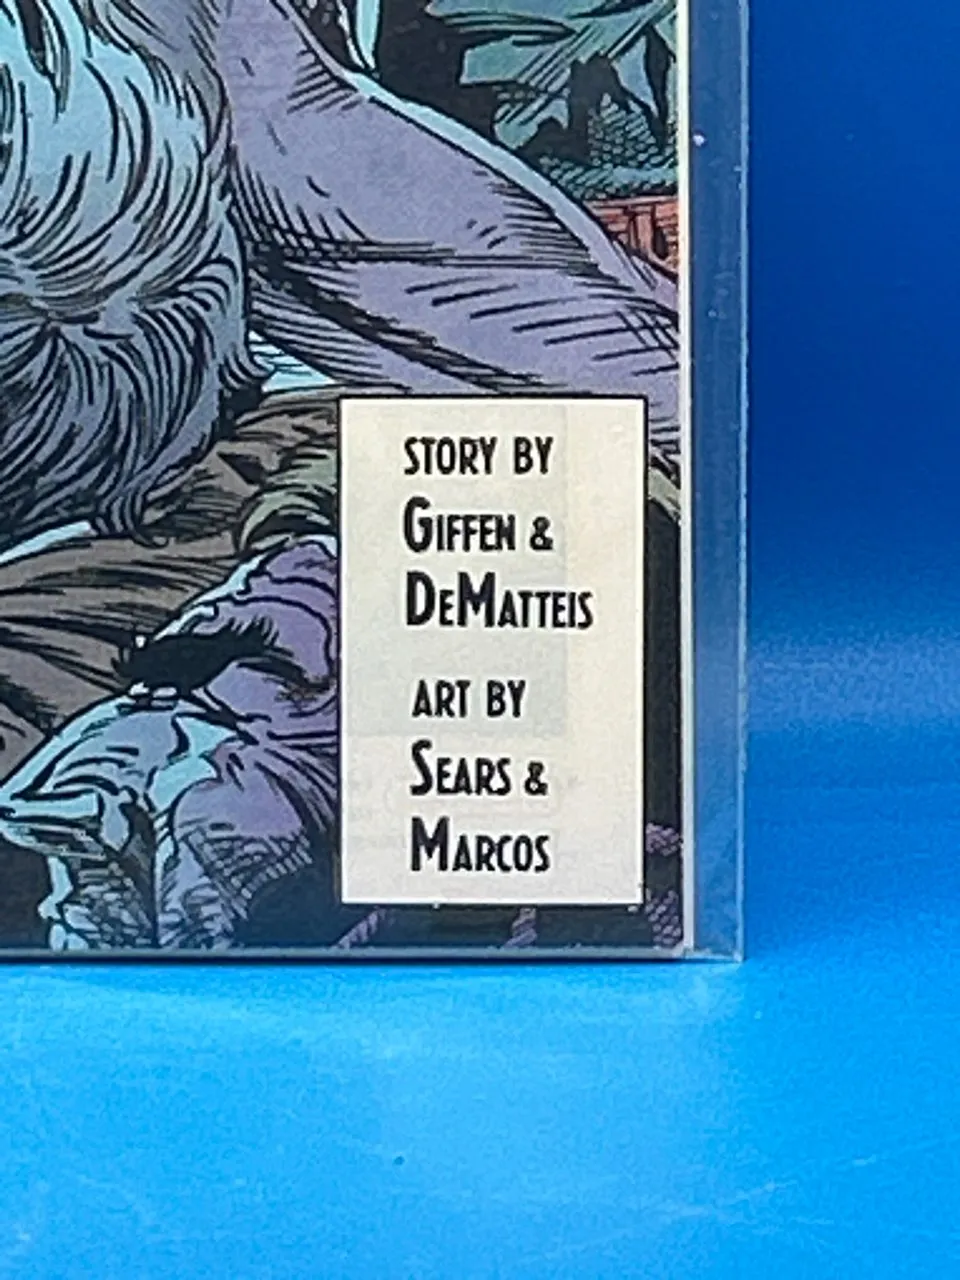 STORY BY
GIFFEN &
DEMATTEIS
ART BY
SEARS &
MARCOS